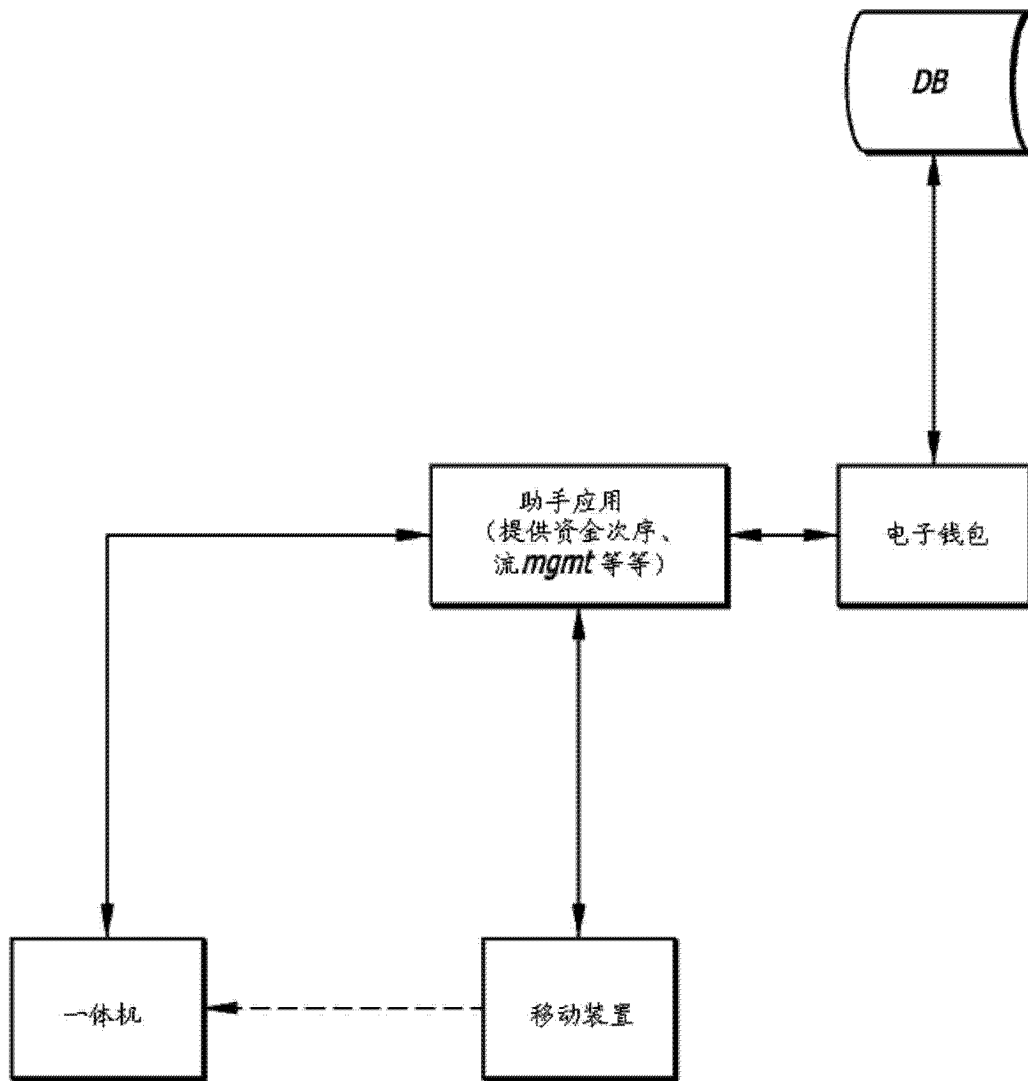 DB
助手应用
(提供资金次序、
流mgmt等等)
电子钱包
一体机
移动装置